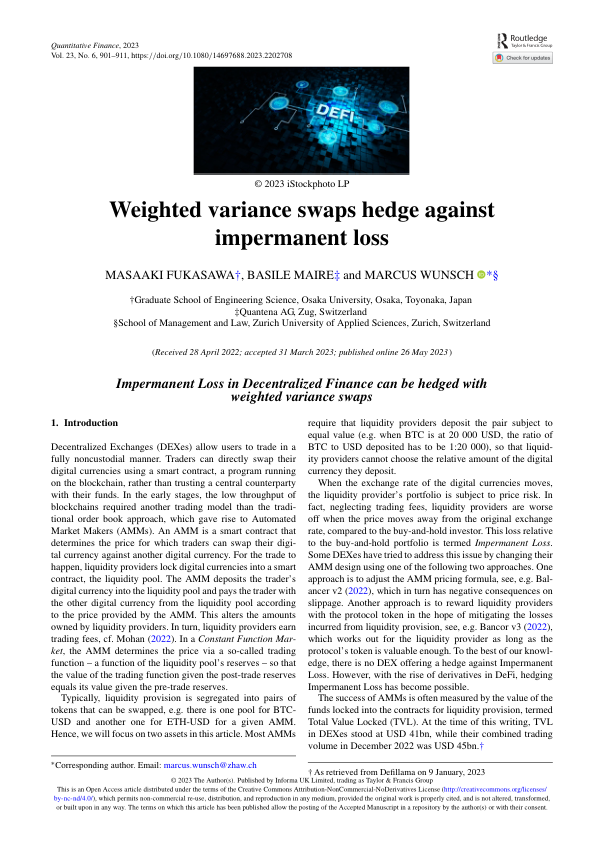 Quantitative Finance, 2023
Vol. 23, No. 6, 901–911, https://doi.org/10.1080/14697688.2023.2202708
Routledge
Taylor & Francis Group
Check for updates
DEFI
© 2023 iStockphoto LP
Weighted variance swaps hedge against
impermanent loss
MASAAKI FUKASAWA†, BASILE MAIRE‡ and MARCUS WUNSCH *§
†Graduate School of Engineering Science, Osaka University, Osaka, Toyonaka, Japan
‡Quantena AG, Zug, Switzerland
§School of Management and Law, Zurich University of Applied Sciences, Zurich, Switzerland
(Received 28 April 2022; accepted 31 March 2023; published online 26 May 2023)
Impermanent Loss in Decentralized Finance can be hedged with
weighted variance swaps
1. Introduction
Decentralized Exchanges (DEXes) allow users to trade in a
fully noncustodial manner. Traders can directly swap their
digital currencies using a smart contract, a program running
on the blockchain, rather than trusting a central counterparty
with their funds. In the early stages, the low throughput of
blockchains required another trading model than the tradi-
tional order book approach, which gave rise to Automated
Market Makers (AMMs). An AMM is a smart contract that
determines the price for which traders can swap their digi-
tal currency against another digital currency. For the trade to
happen, liquidity providers lock digital currencies into a smart
contract, the liquidity pool. The AMM deposits the trader's
digital currency into the liquidity pool and pays the trader with
the other digital currency from the liquidity pool according
to the price provided by the AMM. This alters the amounts
owned by liquidity providers. In turn, liquidity providers earn
trading fees, cf. Mohan (2022). In a Constant Function Mar-
ket, the AMM determines the price via a so-called trading
function – a function of the liquidity pool's reserves – so that
the value of the trading function given the post-trade reserves
equals its value given the pre-trade reserves.
Typically, liquidity provision is segregated into pairs of
tokens that can be swapped, e.g. there is one pool for BTC-
USD and another one for ETH-USD for a given AMM.
Hence, we will focus on two assets in this article. Most AMMs
*Corresponding author. Email: marcus.wunsch@zhaw.ch
require that liquidity providers deposit the pair subject to
equal value (e.g. when BTC is at 20 000 USD, the ratio of
BTC to USD deposited has to be 1:20 000), so that liquid-
ity providers cannot choose the relative amount of the digital
currency they deposit.
When the exchange rate of the digital currencies moves,
the liquidity provider's portfolio is subject to price risk. In
fact, neglecting trading fees, liquidity providers are worse
off when the price moves away from the original exchange
rate, compared to the buy-and-hold investor. This loss relative
to the buy-and-hold portfolio is termed Impermanent Loss.
Some DEXes have tried to address this issue by changing their
AMM design using one of the following two approaches. One
approach is to adjust the AMM pricing formula, see, e.g. Bal-
ancer v2 (2022), which in turn has negative consequences on
slippage. Another approach is to reward liquidity providers
with the protocol token in the hope of mitigating the losses
incurred from liquidity provision, see, e.g. Bancor v3 (2022),
which works out for the liquidity provider as long as the
protocol's token is valuable enough. To the best of our knowl-
edge, there is no DEX offering a hedge against Impermanent
Loss. However, with the rise of derivatives in DeFi, hedging
Impermanent Loss has become possible.
The success of AMMs is often measured by the value of the
funds locked into the contracts for liquidity provision, termed
Total Value Locked (TVL). At the time of this writing, TVL
in DEXes stood at USD 41bn, while their combined trading
volume in December 2022 was USD 45bn.†
† As retrieved from Defillama on 9 January, 2023
© 2023 The Author(s). Published by Informa UK Limited, trading as Taylor & Francis Group
This is an Open Access article distributed under the terms of the Creative Commons Attribution-NonCommercial-NoDerivatives License (http://creativecommons.org/licenses/
by-nc-nd/4.0/), which permits non-commercial re-use, distribution, and reproduction in any medium, provided the original work is properly cited, and is not altered, transformed,
or built upon in any way. The terms on which this article has been published allow the posting of the Accepted Manuscript in a repository by the author(s) or with their consent.